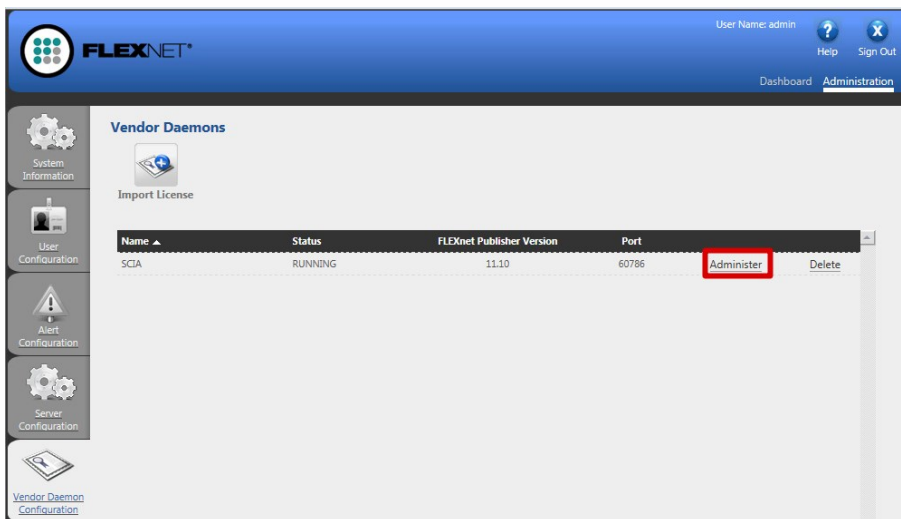 User Name: admin
FLEXNET
Help
Sign Out
Dashboard Administration
System
Information
User
Configuration
Alert
Configuration
Server
Configuration
Vendor Daemon
Configuration
Vendor Daemons
Import License
Name Status FLEXnet Publisher Version Port
SCIA RUNNING 11.10 60786 Administer Delete